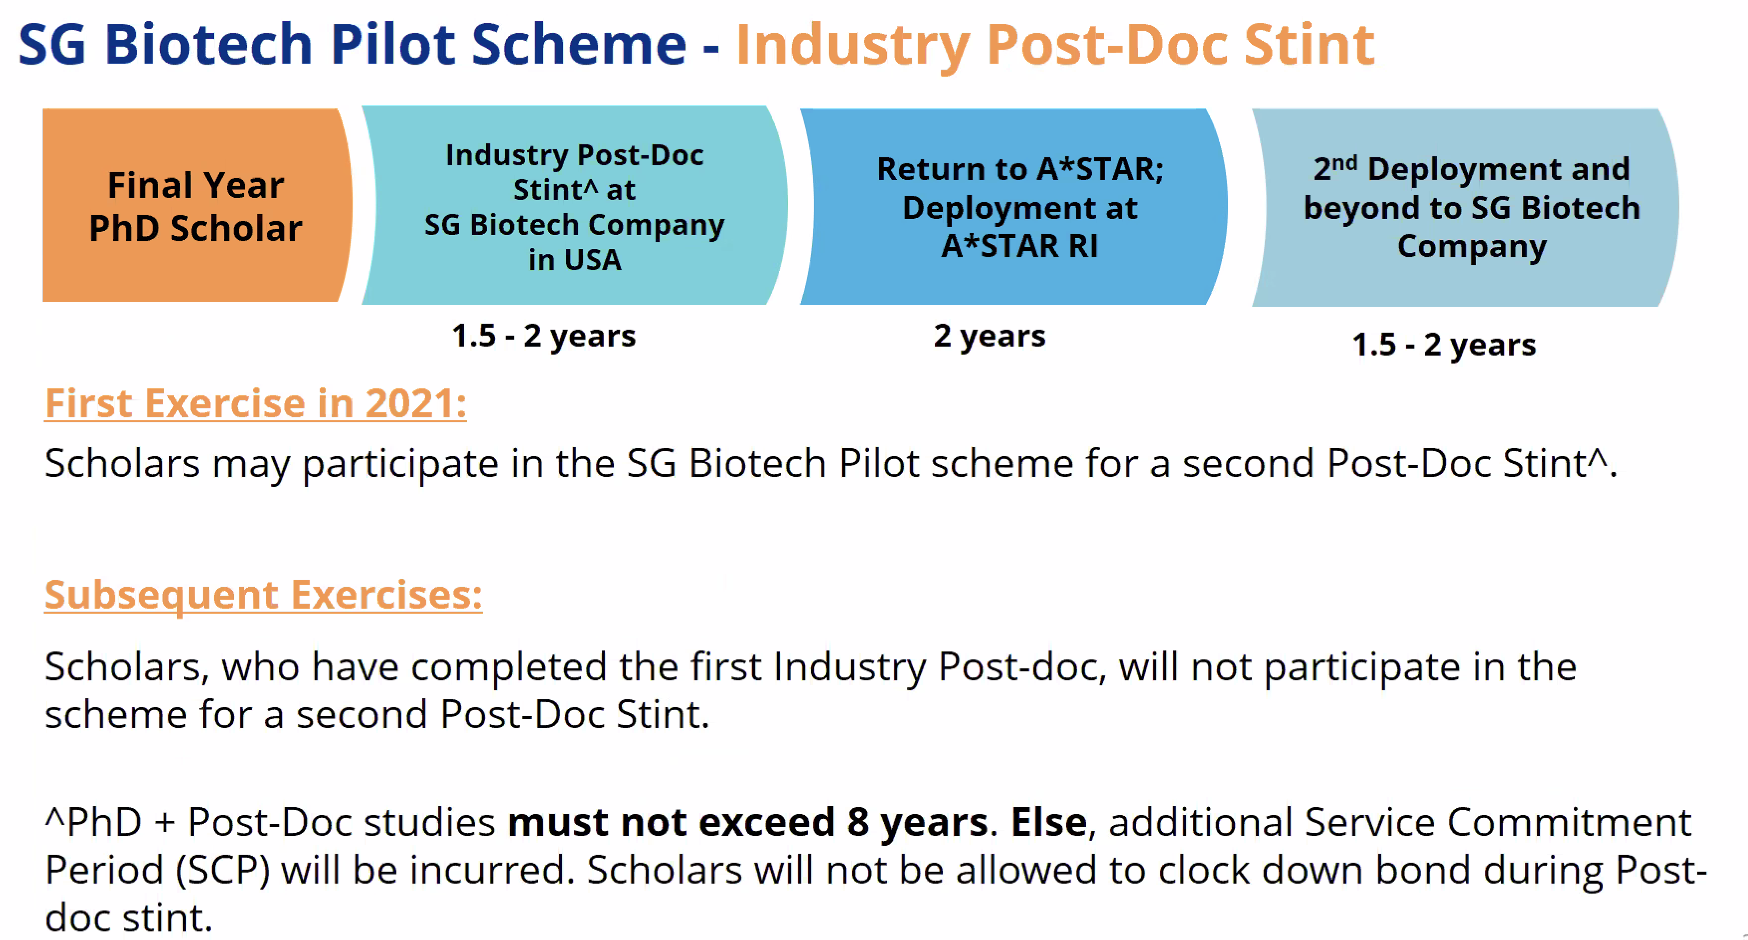 SG Biotech Pilot Scheme - Industry Post-Doc Stint
Final Year
PhD Scholar
Industry Post-Doc
Stint^ at
SG Biotech Company
in USA
Return to A*STAR;
Deployment at
A*STAR RI
2nd Deployment and
beyond to SG Biotech
Company
1.5 - 2 years
2 years
1.5 - 2 years
First Exercise in 2021:
Scholars may participate in the SG Biotech Pilot scheme for a second Post-Doc Stint^.
Subsequent Exercises:
Scholars, who have completed the first Industry Post-doc, will not participate in the
scheme for a second Post-Doc Stint.
^PhD + Post-Doc studies must not exceed 8 years. Else, additional Service Commitment
Period (SCP) will be incurred. Scholars will not be allowed to clock down bond during Post-
doc stint.